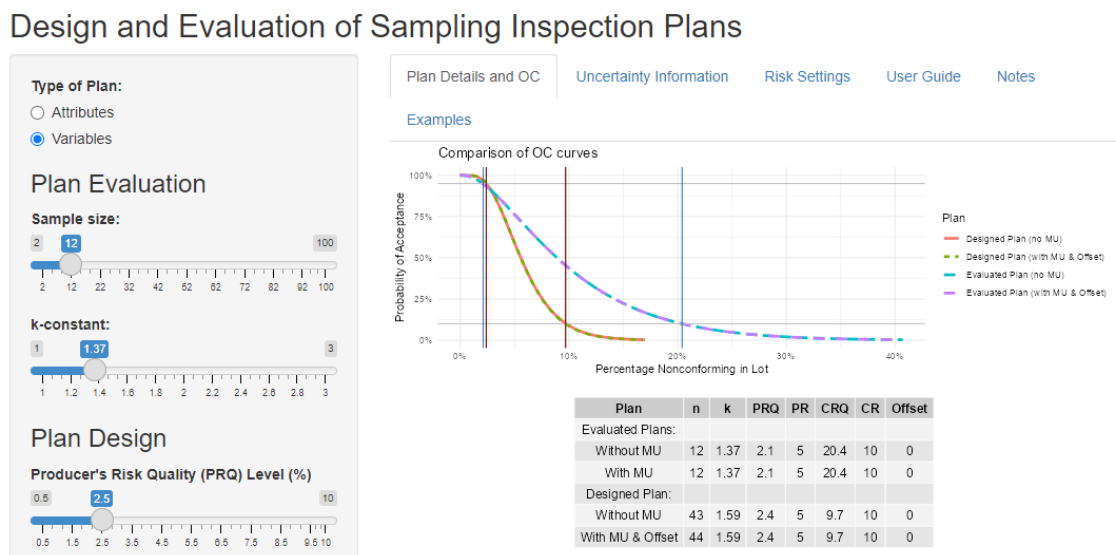 Design and Evaluation of Sampling Inspection Plans
Type of Plan:
Attributes
Variables
Plan Evaluation
Sample size:
2 12 100
2 12 22 32 42 52 62 72 82 92 100
k-constant:
1 1.37 3
1 1.2 1.4 1.6 1.8 2 2.2 2.4 2.6 2.8 3
Plan Design
Producer's Risk Quality (PRQ) Level (%)
0.5 2.5 10
0.5 1.5 2.5 3.5 4.5 5.5 6.5 7.5 8.5 9.5 10
Plan Details and OC Uncertainty Information Risk Settings User Guide Notes
Examples
Comparison of OC curves
Probability of Acceptance
100%
75%
50%
25%
0%
0% 10% 20% 30% 40%
Percentage Nonconforming in Lot
Plan
Designed Plan (no MU)
Designed Plan (with MU & Offset)
Evaluated Plan (no MU)
Evaluated Plan (with MU & Offset)
Plan n k PRQ PR CRQ CR Offset
Evaluated Plans:
Without MU 12 1.37 2.1 5 20.4 10 0
With MU 12 1.37 2.1 5 20.4 10 0
Designed Plan:
Without MU 43 1.59 2.4 5 9.7 10 0
With MU & Offset 44 1.59 2.4 5 9.7 10 0